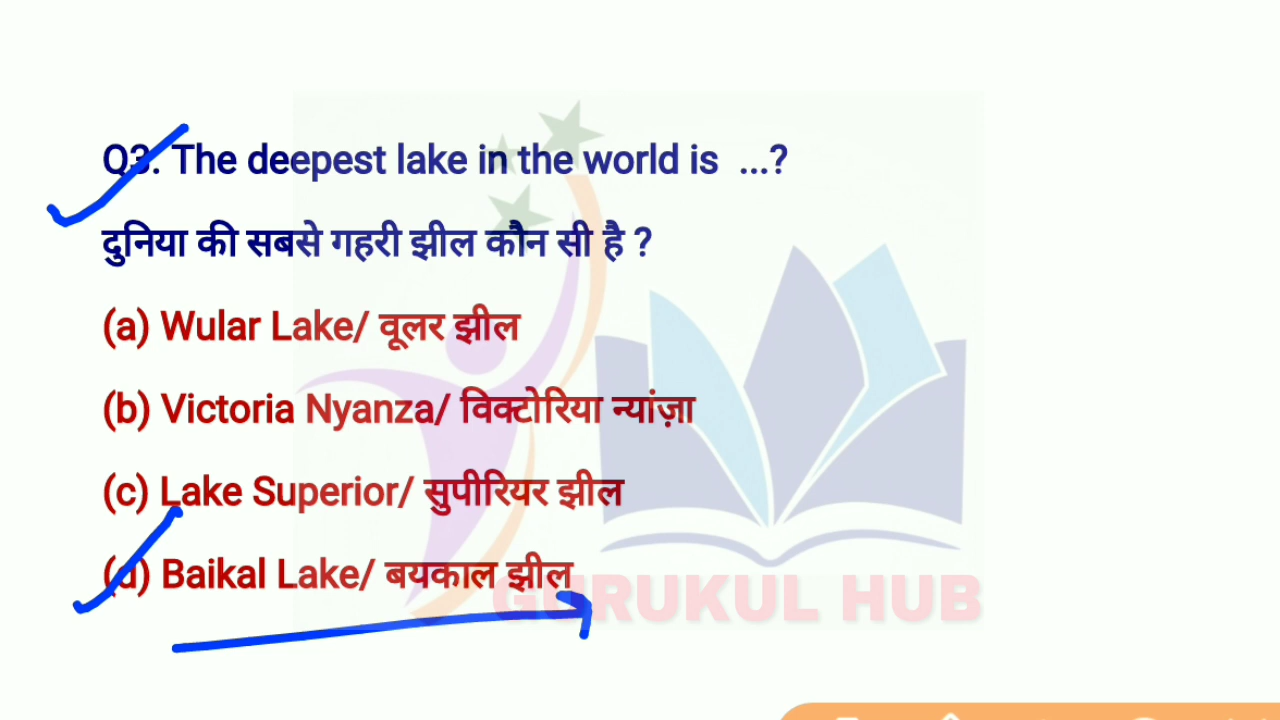 Q3. The deepest lake in the world is ...?
दुनिया की सबसे गहरी झील कौन सी है ?
(a) Wular Lake/ वूलर झील
(b) Victoria Nyanza/ विक्टोरिया न्यांज़ा
(c) Lake Superior/ सुपीरियर झील
(d) Baikal Lake/ बयकाल झील
GURUKUL HUB